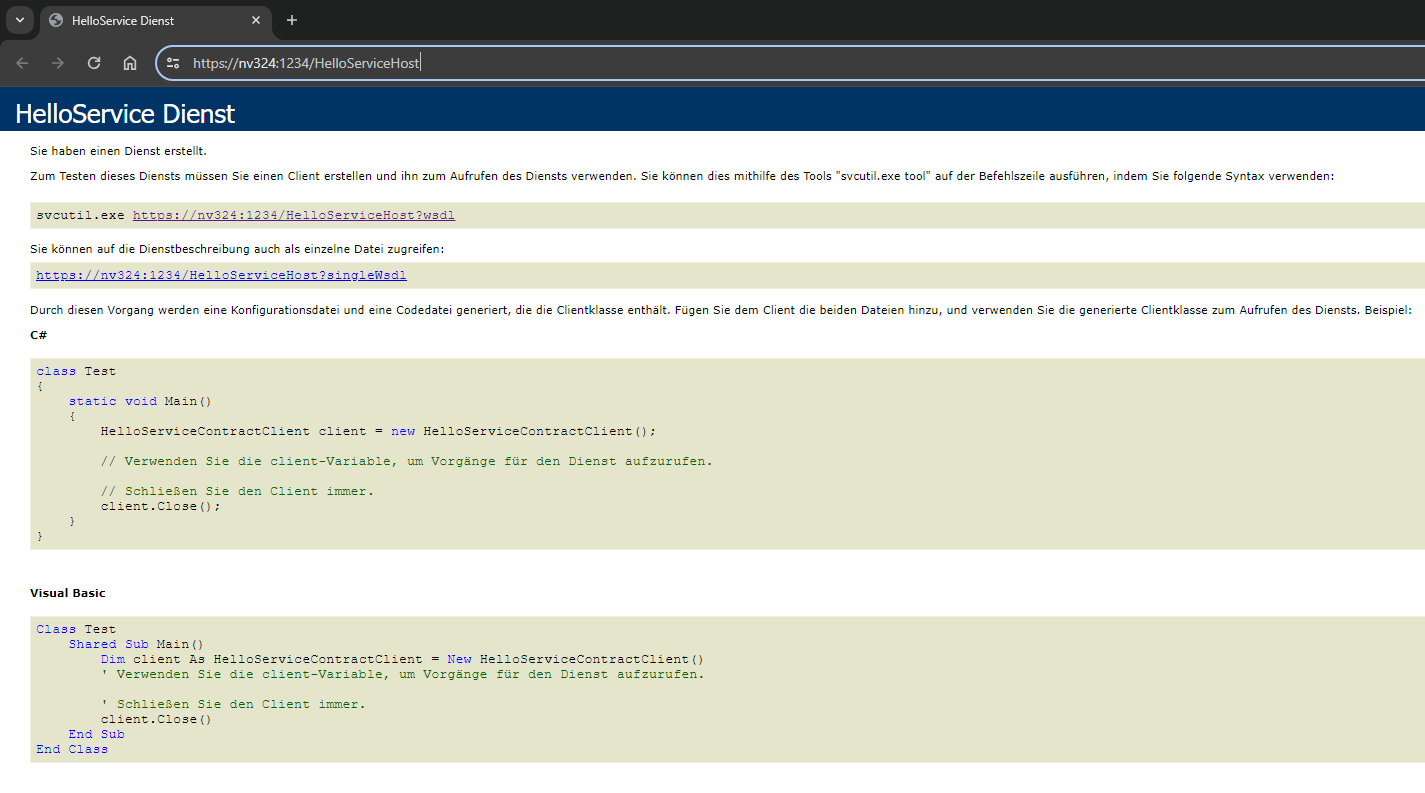 HelloService Dienst
https://nv324:1234/HelloServiceHost
HelloService Dienst
Sie haben einen Dienst erstellt.
Zum Testen dieses Diensts müssen Sie einen Client erstellen und ihn zum Aufrufen des Diensts verwenden. Sie können dies mithilfe des Tools "svcutil.exe tool" auf der Befehlszeile ausführen, indem Sie folgende Syntax verwenden:
svcutil.exe https://nv324:1234/HelloServiceHost?wsdl
Sie können auf die Dienstbeschreibung auch als einzelne Datei zugreifen:
https://nv324:1234/HelloServiceHost?singleWsdl
Durch diesen Vorgang werden eine Konfigurationsdatei und eine Codedatei generiert, die die Clientklasse enthält. Fügen Sie dem Client die beiden Dateien hinzu, und verwenden Sie die generierte Clientklasse zum Aufrufen des Diensts. Beispiel:
C#
class Test
{
    static void Main()
    {
        HelloServiceContractClient client = new HelloServiceContractClient();
        // Verwenden Sie die client-Variable, um Vorgänge für den Dienst aufzurufen.
        // Schließen Sie den Client immer.
        client.Close();
    }
}
Visual Basic
Class Test
    Shared Sub Main()
        Dim client As HelloServiceContractClient = New HelloServiceContractClient()
        ' Verwenden Sie die client-Variable, um Vorgänge für den Dienst aufzurufen.
        ' Schließen Sie den Client immer.
        client.Close()
    End Sub
End Class